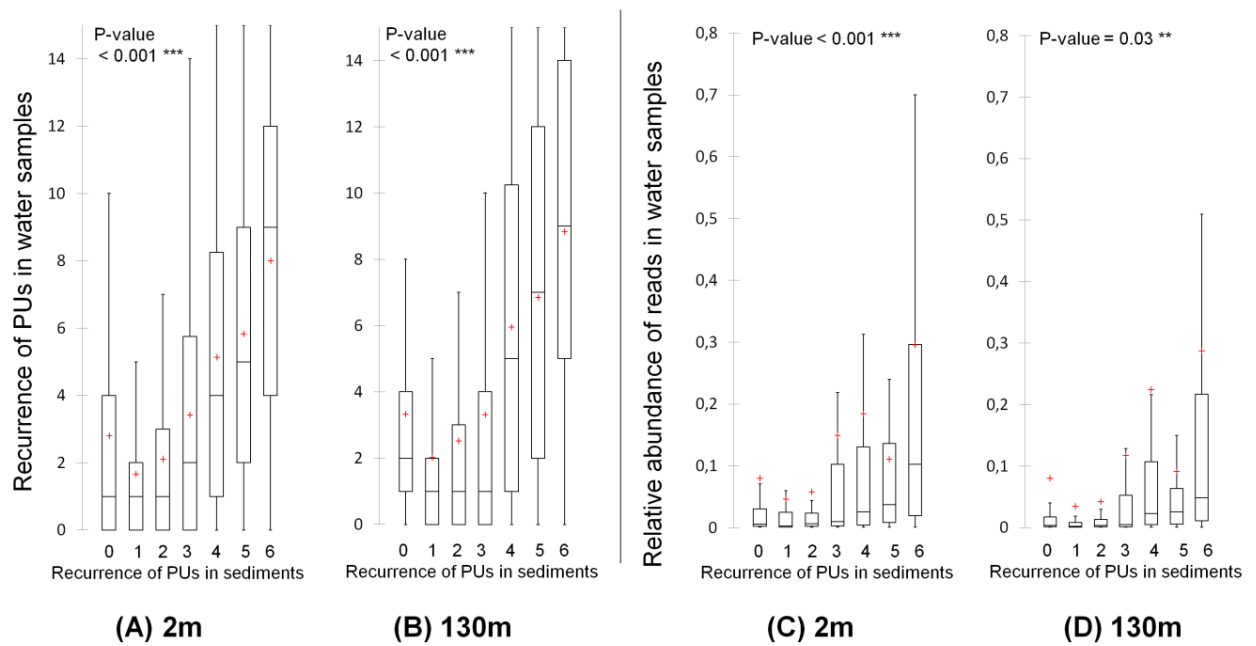 Recurrence of PUs in water samples
P-value
< 0.001 ***
14
12
10
8
6
4
2
0
0 1 2 3 4 5 6
Recurrence of PUs in sediments
(A) 2m
P-value
< 0.001 ***
14
12
10
8
6
4
2
0
0 1 2 3 4 5 6
Recurrence of PUs in sediments
(B) 130m
Relative abundance of reads in water samples
P-value < 0.001 ***
0,8
0,7
0,6
0,5
0,4
0,3
0,2
0,1
0
0 1 2 3 4 5 6
Recurrence of PUs in sediments
(C) 2m
P-value = 0.03 **
0,8
0,7
0,6
0,5
0,4
0,3
0,2
0,1
0
0 1 2 3 4 5 6
Recurrence of PUs in sediments
(D) 130m